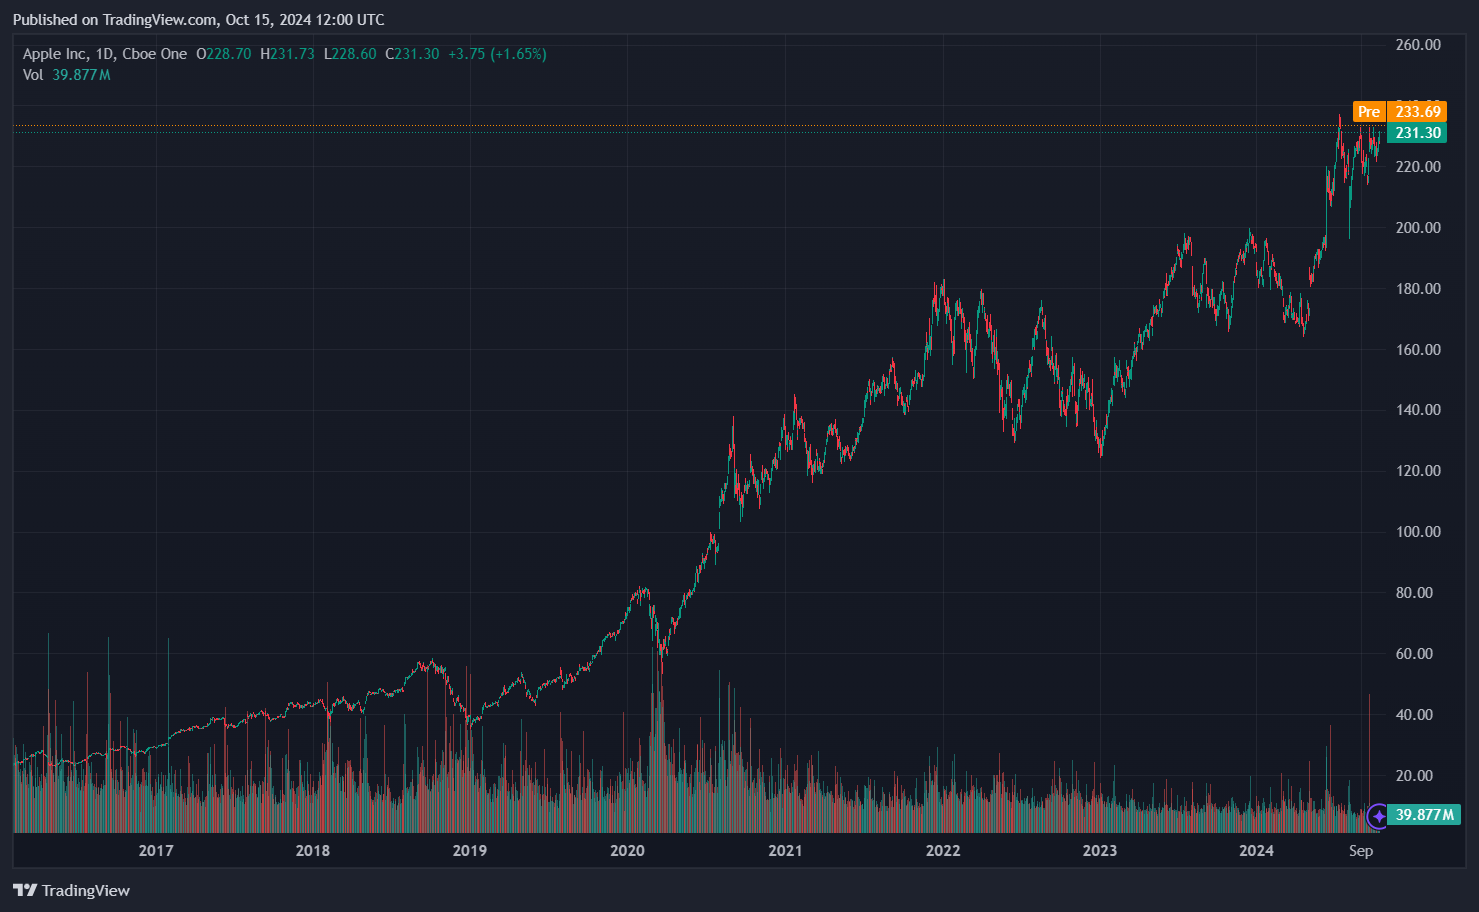 Published on TradingView.com, Oct 15, 2024 12:00 UTC
Apple Inc, 1D, Cboe One O228.70 H231.73 L228.60 C231.30 +3.75 (+1.65%)
Vol 39.877M
260.00
Pre 233.69
231.30
220.00
200.00
180.00
160.00
140.00
120.00
100.00
80.00
60.00
40.00
20.00
39.877M
2017 2018 2019 2020 2021 2022 2023 2024 Sep
TradingView